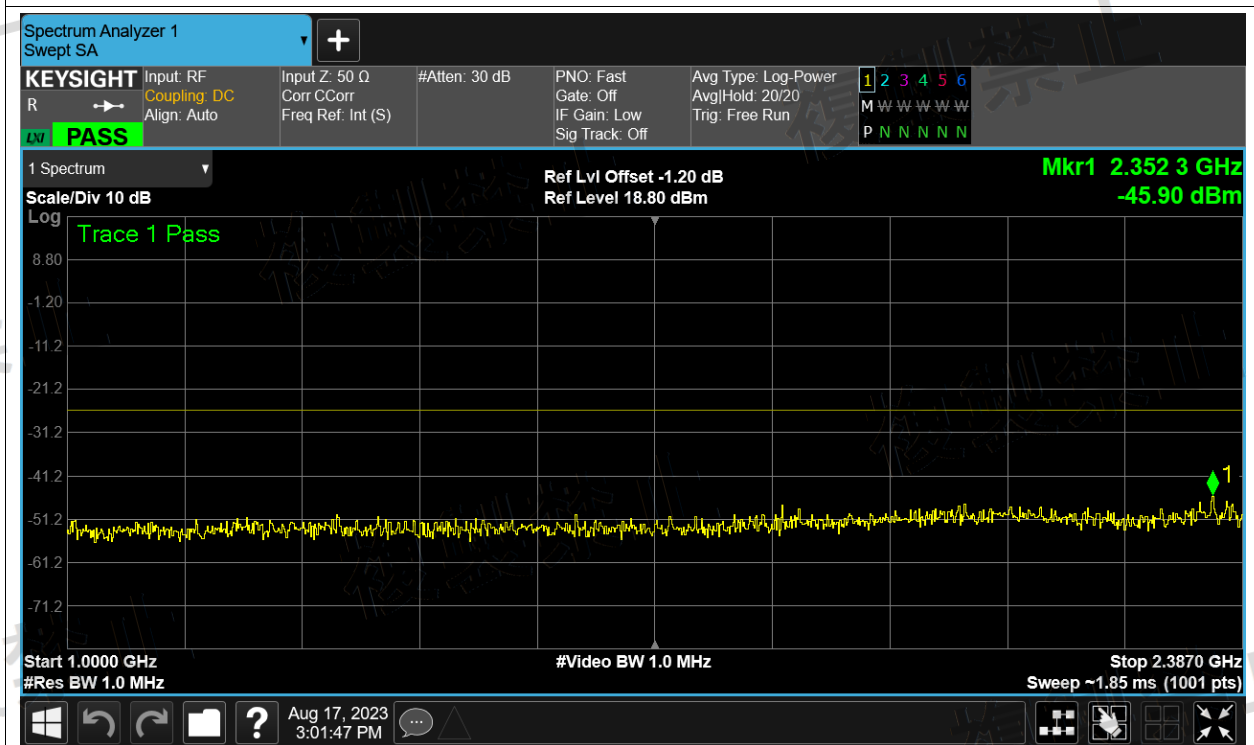 Spectrum Analyzer 1
Swept SA
KEYSIGHT
R
LXI PASS
Input: RF
Coupling: DC
Align: Auto
Input Z: 50 Ω
Corr CCorr
Freq Ref: Int (S)
#Atten: 30 dB
PNO: Fast
Gate: Off
IF Gain: Low
Sig Track: Off
Avg Type: Log-Power
Avg|Hold: 20/20
Trig: Free Run
1 2 3 4 5 6
M W W W W W
P N N N N N
1 Spectrum
Scale/Div 10 dB
Ref Lvl Offset -1.20 dB
Ref Level 18.80 dBm
Mkr1 2.352 3 GHz
-45.90 dBm
Log
Trace 1 Pass
8.80
-1.20
-11.2
-21.2
-31.2
-41.2
1
-51.2
-61.2
-71.2
Start 1.0000 GHz
#Res BW 1.0 MHz
#Video BW 1.0 MHz
Stop 2.3870 GHz
Sweep ~1.85 ms (1001 pts)
?
Aug 17, 2023
3:01:47 PM
複製禁止